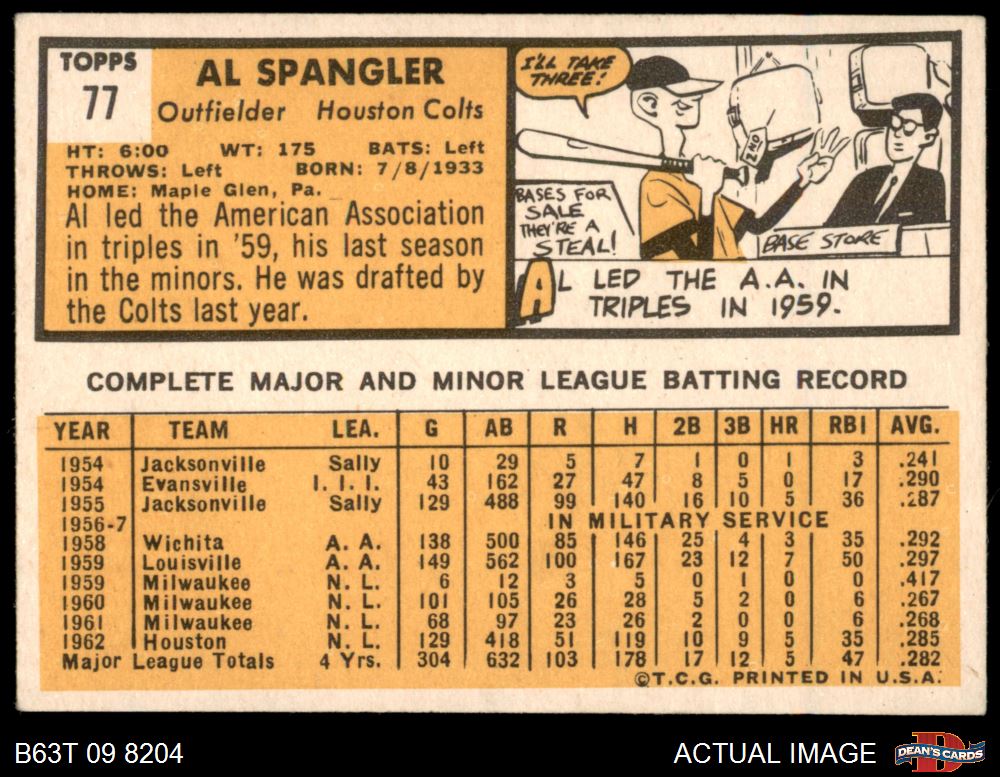 TOPPS
77
AL SPANGLER
Outfielder Houston Colts
HT: 6:00 WT: 175 BATS: Left
THROWS: Left BORN: 7/8/1933
HOME: Maple Glen, Pa.
Al led the American Association
in triples in '59, his last season
in the minors. He was drafted by
the Colts last year.
I'LL TAKE
THREE!
2ND
BASES FOR
SALE
THEY'RE A
STEAL!
BASE STORE
AL LED THE A.A. IN
TRIPLES IN 1959.
COMPLETE MAJOR AND MINOR LEAGUE BATTING RECORD
YEAR TEAM LEA. G AB R H 2B 3B HR RBI AVG.
1954 Jacksonville Sally 10 29 5 7 1 0 1 3 .241
1954 Evansville I. I. I. 43 162 27 47 8 5 0 17 .290
1955 Jacksonville Sally 129 488 99 140 16 10 5 36 .287
1956-7 IN MILITARY SERVICE
1958 Wichita A. A. 138 500 85 146 25 4 3 35 .292
1959 Louisville A. A. 149 562 100 167 23 12 7 50 .297
1959 Milwaukee N. L. 6 12 3 5 0 1 0 0 .417
1960 Milwaukee N. L. 101 105 26 28 5 2 0 6 .267
1961 Milwaukee N. L. 68 97 23 26 2 0 0 6 .268
1962 Houston N. L. 129 418 51 119 10 9 5 35 .285
Major League Totals 4 Yrs. 304 632 103 178 17 12 5 47 .282
©T.C.G. PRINTED IN U.S.A.
B63T 09 8204
ACTUAL IMAGE
D
DEAN'S CARDS